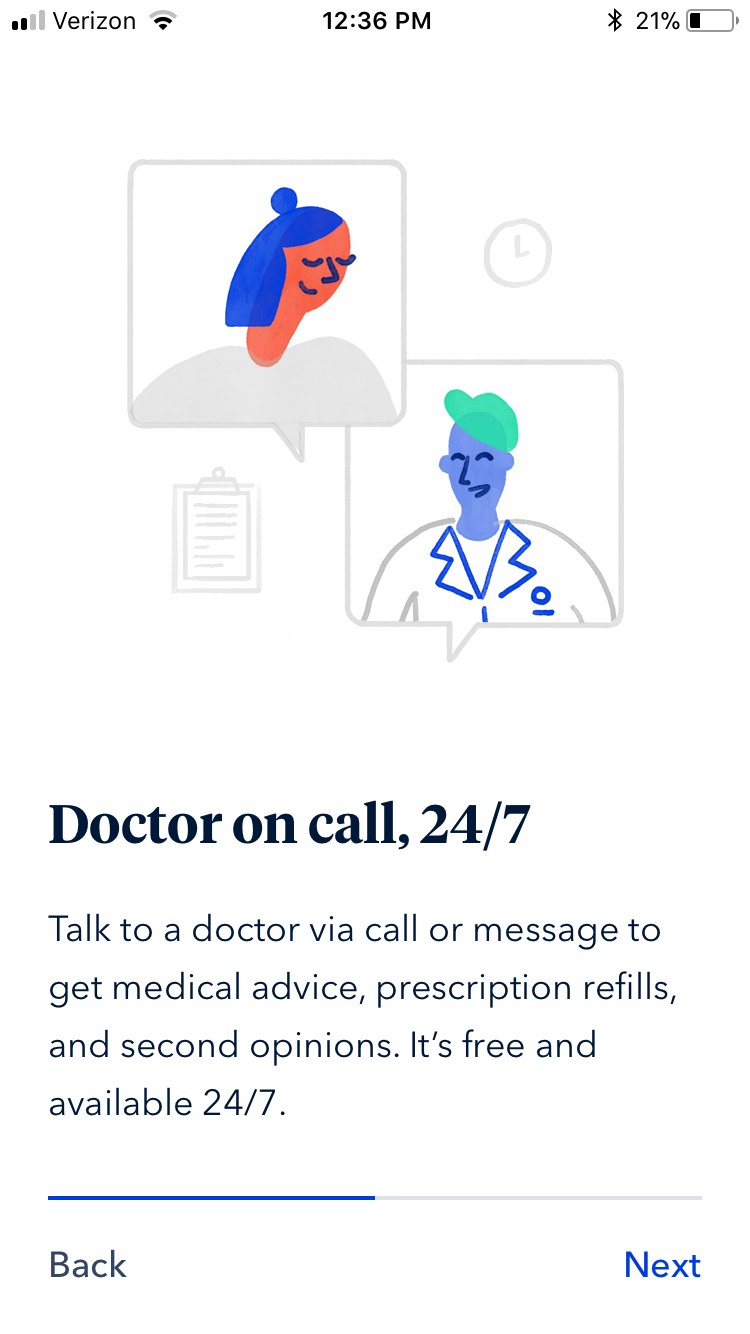 Verizon 12:36 PM 21%
Doctor on call, 24/7
Talk to a doctor via call or message to
get medical advice, prescription refills,
and second opinions. It’s free and
available 24/7.
Back Next